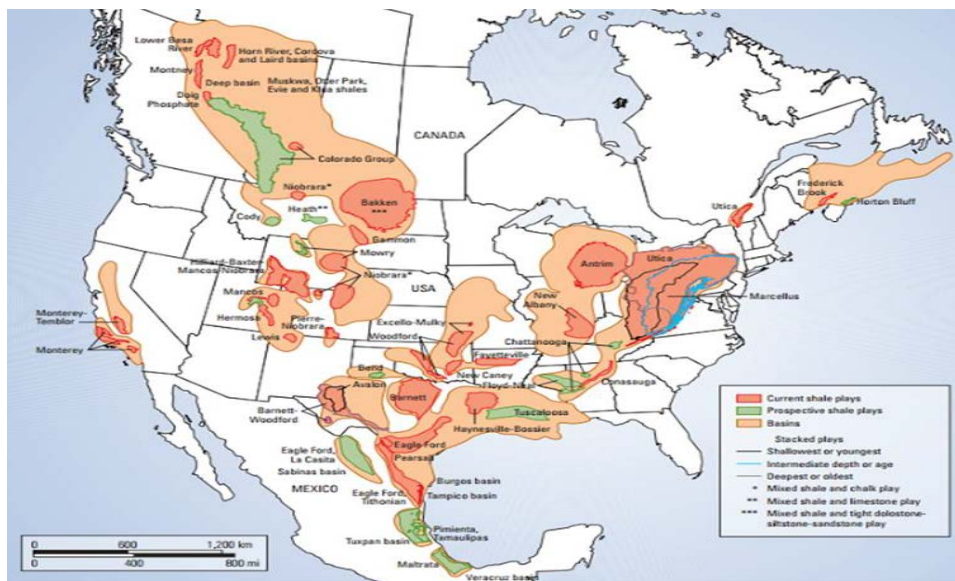 Lower Besa
River
Horn River, Cordova
and Laird basins
Montney
Deep basin
Muskwa, Otter Park,
Evie and Klua shales
Doig
Phosphate
CANADA
Colorado Group
Niobrara*
Bakken
***
Heath**
Cody
Gammon
Mowry
Hilliard-Baxter-
Mancos-Niobrara
Niobrara*
USA
Mancos
Hermosa
Pierre-
Niobrara
Lewis
Monterey-
Temblor
Monterey
Antrim
New
Albany
Utica
Utica
Frederick
Brook
Horton Bluff
Marcellus
Excello-Mulky
Woodford
Chattanooga
Fayetteville
New Caney
Floyd-Neal
Conasauga
Bend
Avalon
Barnett
Barnett-
Woodford
Tuscaloosa
Haynesville-Bossier
Eagle Ford,
La Casita
Sabinas basin
Eagle Ford
Pearsall
MEXICO
Burgos basin
Eagle Ford,
Tithonian
Tampico basin
Pimienta,
Tamaulipas
Tuxpan basin
Maltrata
Veracruz basin
Current shale plays
Prospective shale plays
Basins
Stacked plays
Shallowest or youngest
Intermediate depth or age
Deepest or oldest
* Mixed shale and chalk play
** Mixed shale and limestone play
*** Mixed shale and tight dolostone-
siltstone-sandstone play
0 600 1,200 km
0 400 800 mi